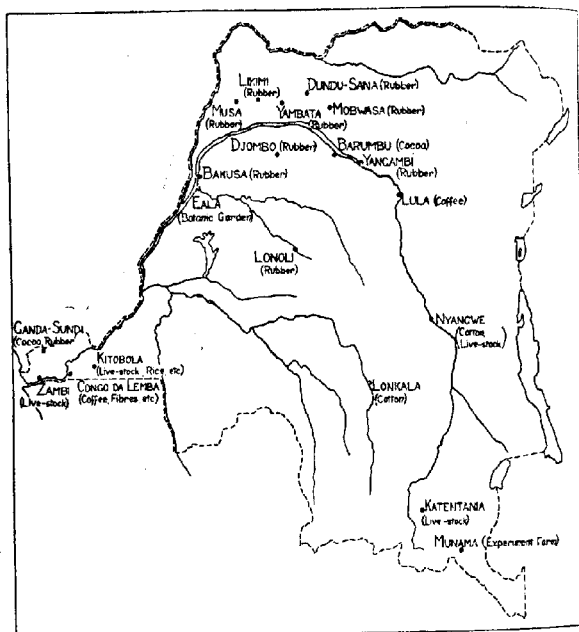 LIKIMI
(Rubber)
DUNDU-SANA (Rubber)
MUSA
(Rubber)
YAMBATA
(Rubber)
MOBWASA (Rubber)
DJOMBO (Rubber)
BARUMBU (Cocoa)
YANGAMBI
(Rubber)
BAKUSA (Rubber)
EALA
(Botanic Garden)
LULA (Coffee)
LONOLI
(Rubber)
NYANGWE
(Cotton,
Live-stock)
GANDA-SUNDI
(Cocoa, Rubber
KITOBOLA
(Live-stock, Rice, etc)
ZAMBI
(Live-stock)
CONGO DA LEMBA
(Coffee, Fibres, etc)
LONKALA
(Cotton)
KATENTANIA
(Live-stock)
MUNAMA (Experiment Farm)